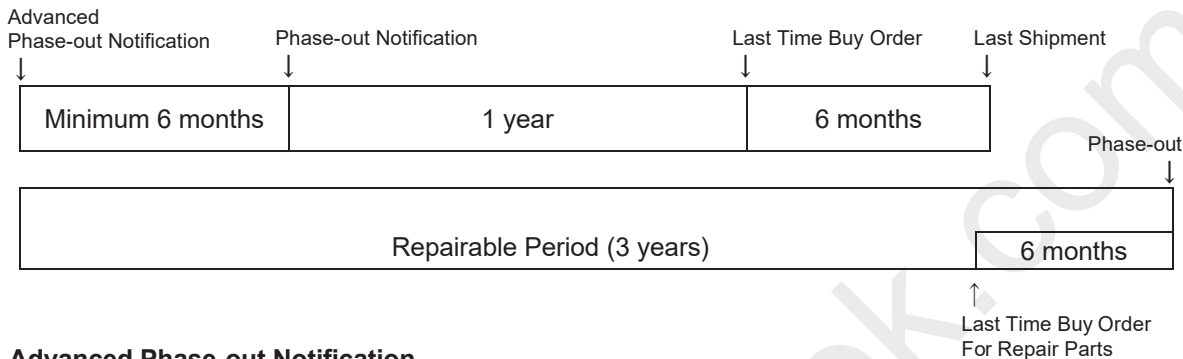 Advanced
Phase-out Notification
Phase-out Notification
Last Time Buy Order
Last Shipment
Minimum 6 months
1 year
6 months
Phase-out
Repairable Period (3 years)
6 months
Last Time Buy Order
For Repair Parts
Advanced Phase-out Notification